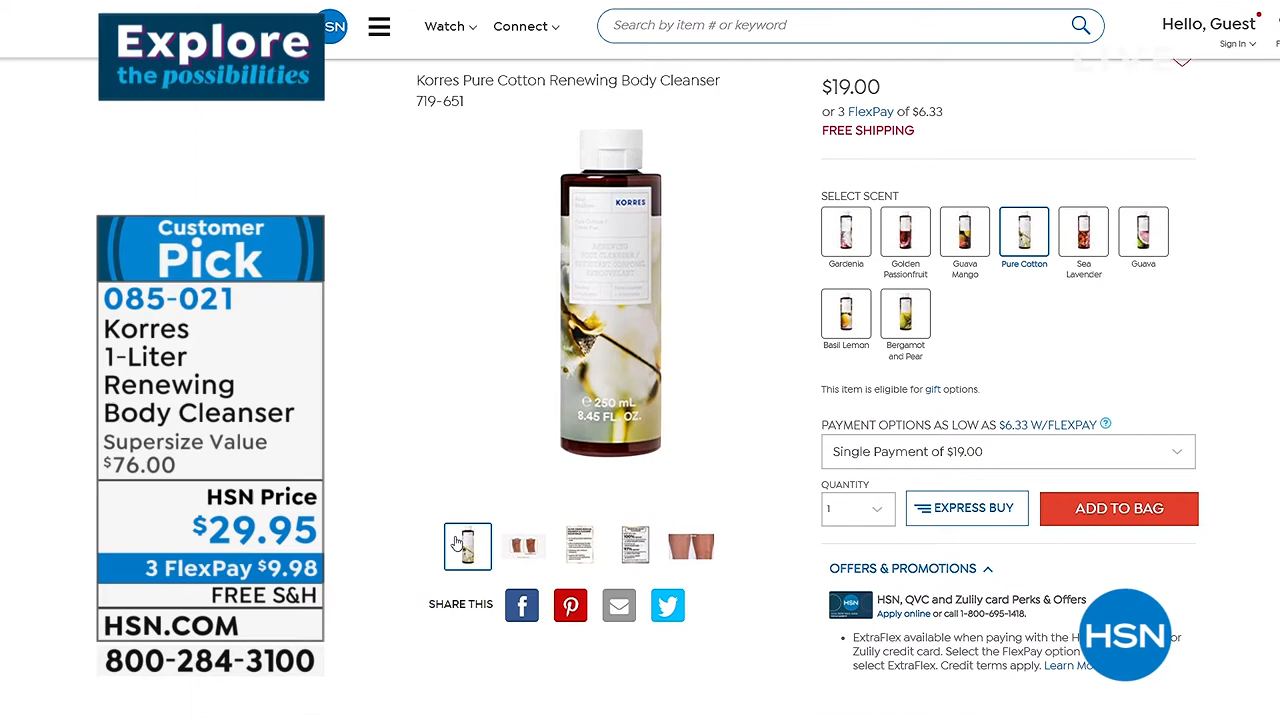 Explore
the possibilities
HSN
Watch
Connect
Search by item # or keyword
Hello, Guest
Sign In
LIVE
Korres Pure Cotton Renewing Body Cleanser
719-651
$19.00
or 3 FlexPay of $6.33
FREE SHIPPING
SELECT SCENT
Gardenia
Golden
Passionfruit
Guava
Mango
Pure Cotton
Sea
Lavender
Guava
Basil Lemon
Bergamot
and Pear
This item is eligible for gift options.
PAYMENT OPTIONS AS LOW AS $6.33 W/FLEXPAY ?
Single Payment of $19.00
QUANTITY
1
EXPRESS BUY
ADD TO BAG
OFFERS & PROMOTIONS
HSN
HSN, QVC and Zulily card Perks & Offers
Apply online or call 1-800-695-1418.
• ExtraFlex available when paying with the H or
Zulily credit card. Select the FlexPay option
select ExtraFlex. Credit terms apply. Learn Mo
HSN
KORRES
RENEWING
BODY CLEANSER /
℮ 250 mL
8.45 FL. OZ.
SHARE THIS
Customer
Pick
085-021
Korres
1-Liter
Renewing
Body Cleanser
Supersize Value
$76.00
HSN Price
$29.95
3 FlexPay $9.98
FREE S&H
HSN.COM
800-284-3100